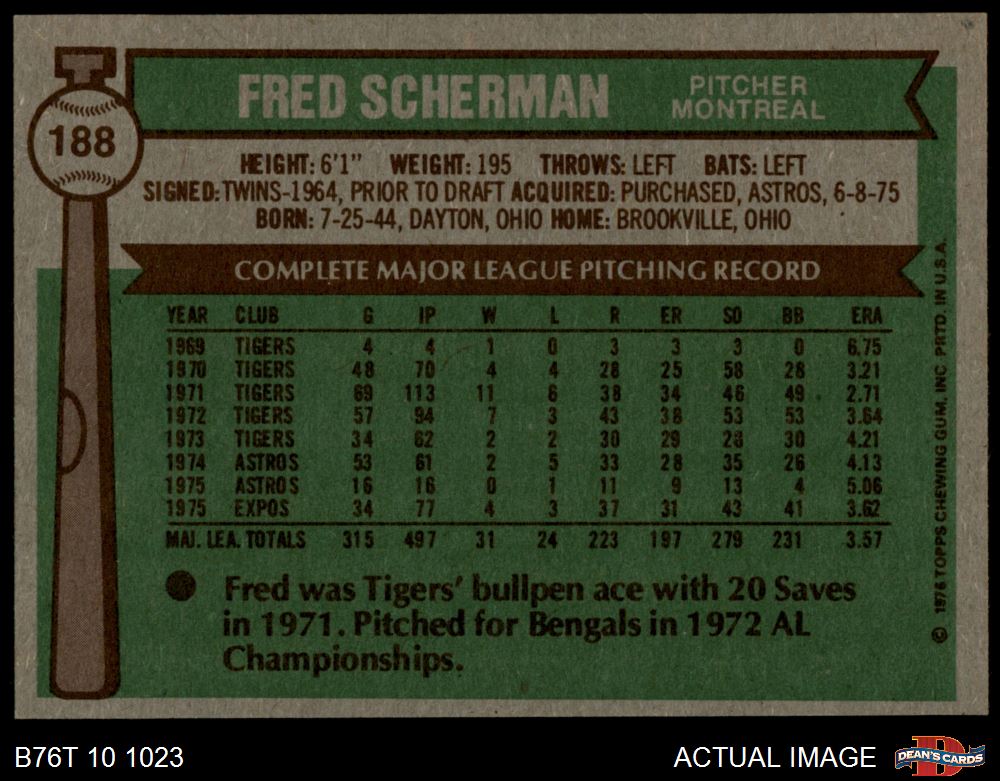 FRED SCHERMAN
PITCHER
MONTREAL
188
HEIGHT: 6'1" WEIGHT: 195 THROWS: LEFT BATS: LEFT
SIGNED: TWINS-1964, PRIOR TO DRAFT ACQUIRED: PURCHASED, ASTROS, 6-8-75
BORN: 7-25-44, DAYTON, OHIO HOME: BROOKVILLE, OHIO
COMPLETE MAJOR LEAGUE PITCHING RECORD
YEAR CLUB G IP W L R ER SO BB ERA
1969 TIGERS 4 4 1 0 3 3 3 0 6.75
1970 TIGERS 48 70 4 4 28 25 58 28 3.21
1971 TIGERS 69 113 11 6 38 34 46 49 2.71
1972 TIGERS 57 94 7 3 43 38 53 53 3.64
1973 TIGERS 34 62 2 2 30 29 28 30 4.21
1974 ASTROS 53 61 2 5 33 28 35 26 4.13
1975 ASTROS 16 16 0 1 11 9 13 4 5.06
1975 EXPOS 34 77 4 3 37 31 43 41 3.62
MAJ. LEA. TOTALS 315 497 31 24 223 197 279 231 3.57
Fred was Tigers' bullpen ace with 20 Saves
in 1971. Pitched for Bengals in 1972 AL
Championships.
© 1976 TOPPS CHEWING GUM, INC PRTD. IN U.S.A.
B76T 10 1023
ACTUAL IMAGE
D
DEAN'S CARDS